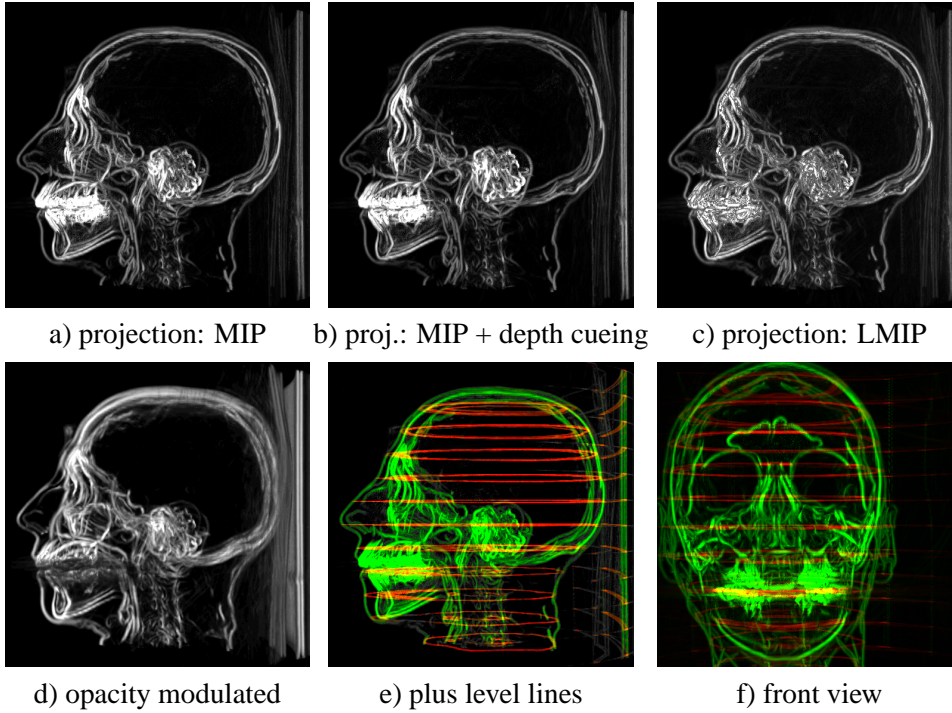 a) projection: MIP
b) proj.: MIP + depth cueing
c) projection: LMIP
d) opacity modulated
e) plus level lines
f) front view